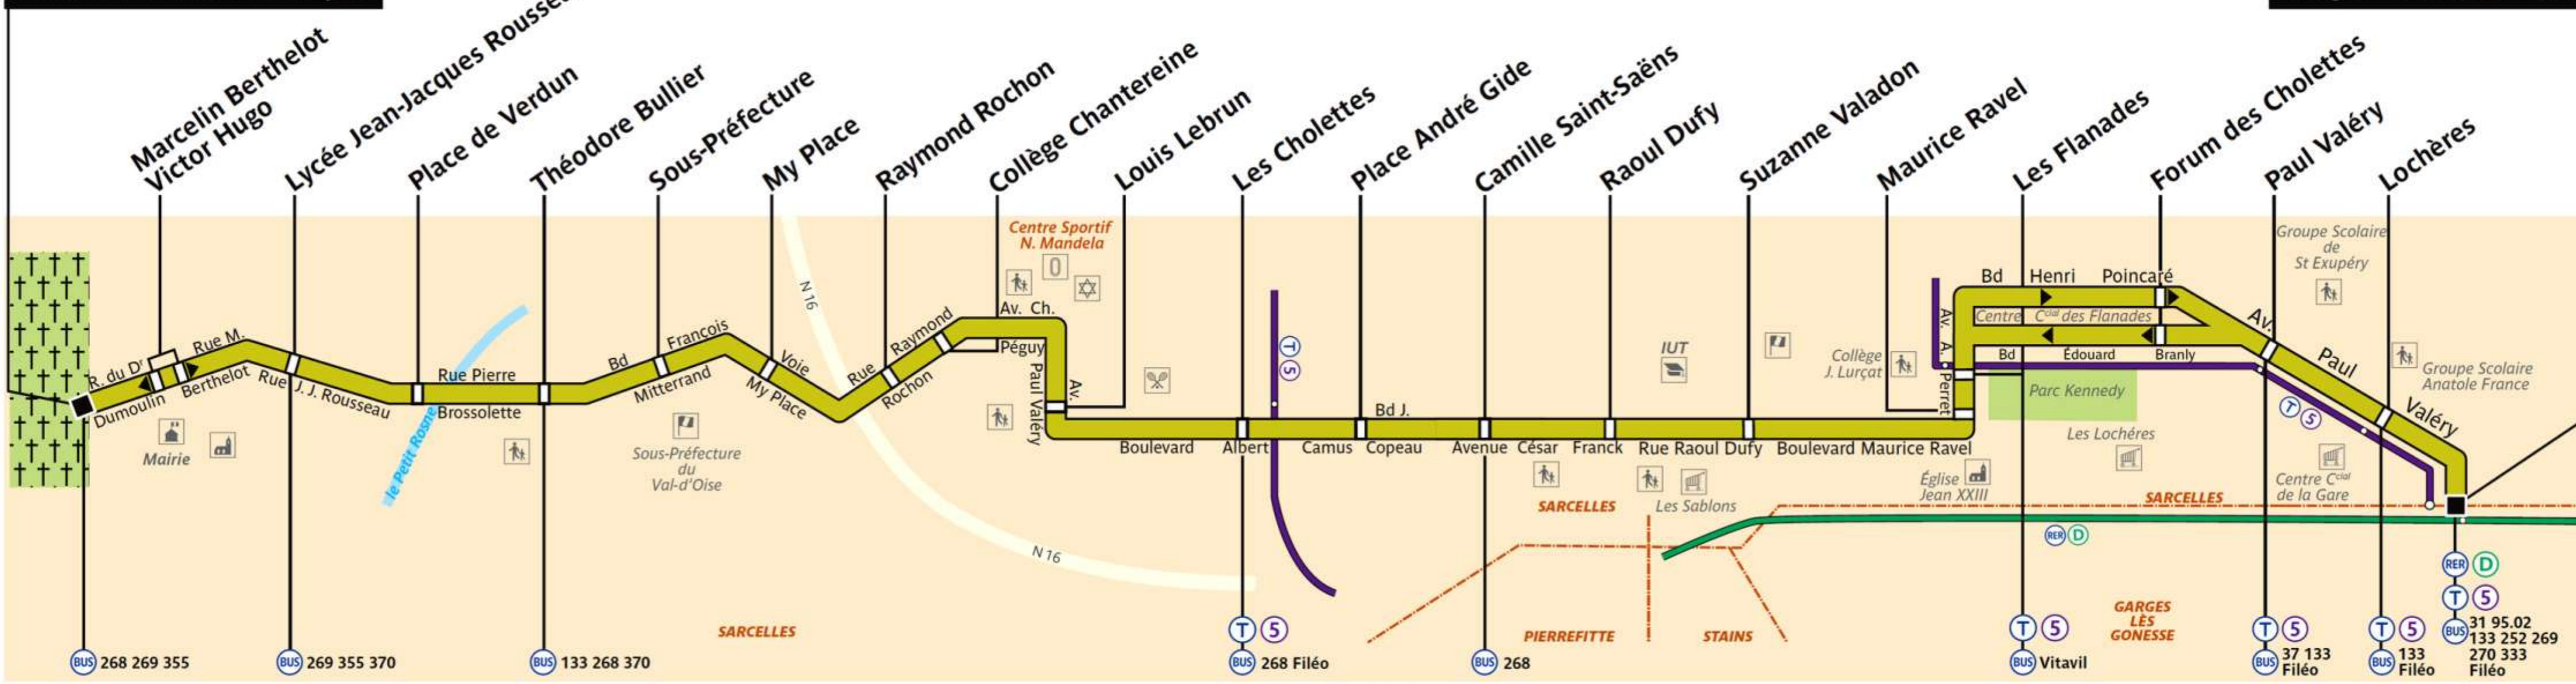 Marcelin Berthelot
Victor Hugo
Place de Verdun
Lycée Jean-Jacques
Théodore Bullier
Sous-Préfecture
My Place
Raymond Rochon
Collège Chantereine
Louis Lebrun
Les Cholettes
Place André Gide
Camille Saint-Saëns
Raoul Dufy
Suzanne Valadon
Maurice Ravel
Les Flanades
Forum des Cholettes
Paul Valéry
Lochères
R. du Dr
Dumoulin
Rue M.
Berthelot
Rue J. J. Rousseau
Mairie
le Petit Rosne
Rue Pierre
Brossolette
Bd François
Mitterrand
Sous-Préfecture
du
Val-d'Oise
Voie
My Place
N 16
N 16
Rue Raymond
Rochon
Centre Sportif
N. Mandela
Av. Ch.
Péguy
Av.
Paul Valéry
T 5
Boulevard Albert Camus
Bd J.
Copeau
Avenue César Franck
IUT
Rue Raoul Dufy
Les Sablons
Boulevard Maurice Ravel
Collège
J. Lurçat
Av. A. Perret
Église
Jean XXIII
Bd Henri Poincaré
Centre Ccial des Flanades
Bd Édouard Branly
Parc Kennedy
Les Lochéres
Groupe Scolaire
de
St Exupéry
Av. Paul Valéry
T 5
Groupe Scolaire
Anatole France
Centre Ccial
de la Gare
SARCELLES
SARCELLES
SARCELLES
PIERREFITTE
STAINS
GARGES
LÈS
GONESSE
RER D
BUS 268 269 355
BUS 269 355 370
BUS 133 268 370
T 5
BUS 268 Filéo
BUS 268
T 5
BUS Vitavil
T 5
BUS 37 133
Filéo
T 5
BUS 133
Filéo
RER D
T 5
BUS 31 95.02
133 252 269
270 333
Filéo